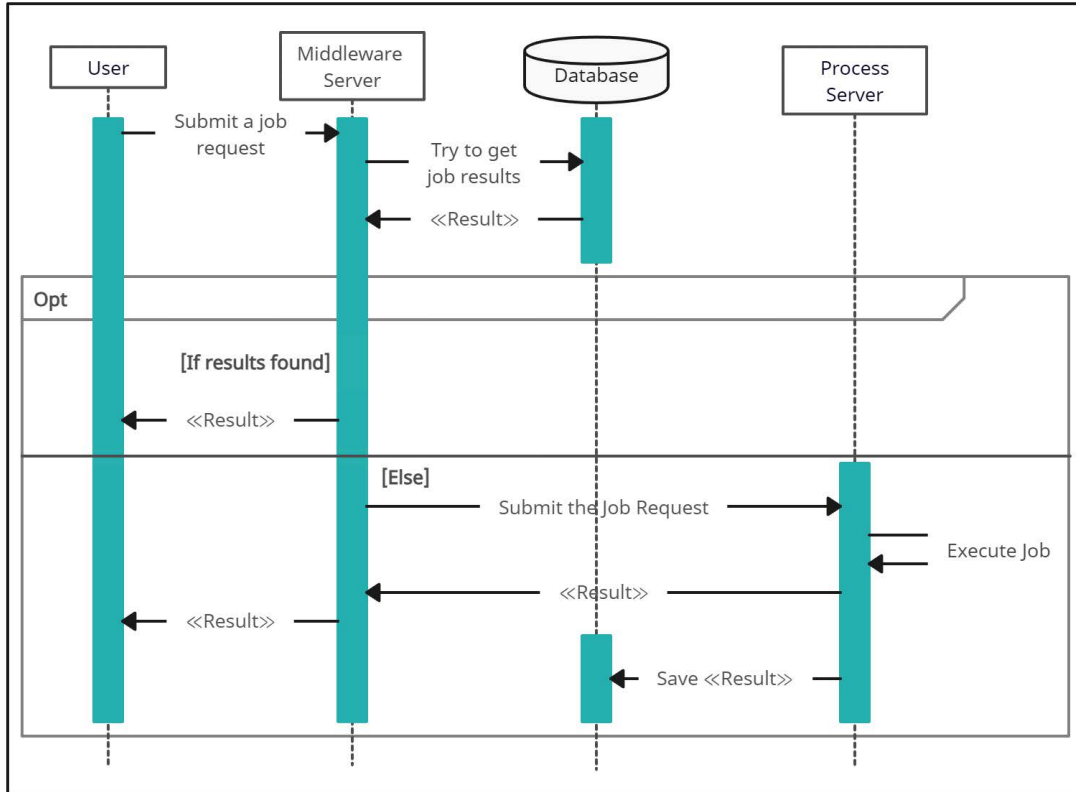 User
Middleware
Server
Database
Process
Server
Submit a job
request
Try to get
job results
≪Result≫
Opt
[If results found]
≪Result≫
[Else]
Submit the Job Request
Execute Job
≪Result≫
≪Result≫
Save ≪Result≫